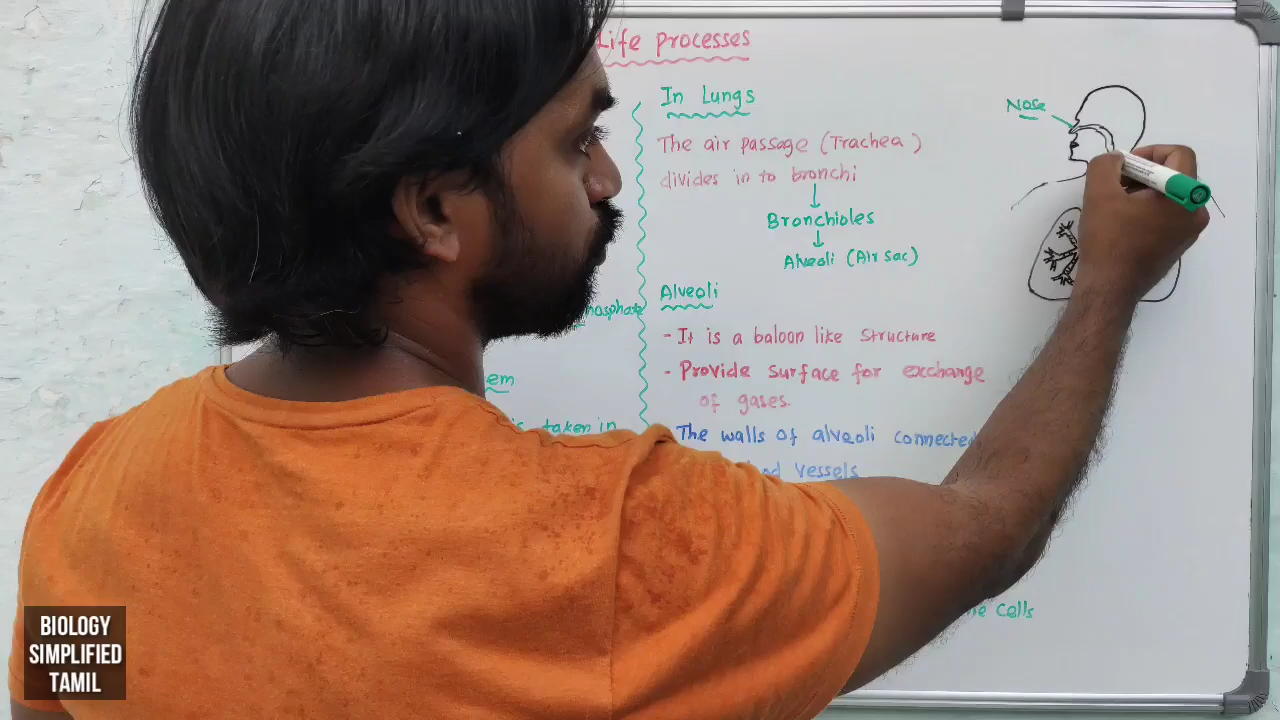 Life processes
In Lungs
The air passage (Trachea)
divides in to bronchi
Bronchioles
Alveoli (Air sac)
Alveoli
- It is a baloon like structure
- Provide surface for exchange
of gases.
The walls of alveoli connected
vessels
cells
Nose
em
is taken in
BIOLOGY
SIMPLIFIED
TAMIL